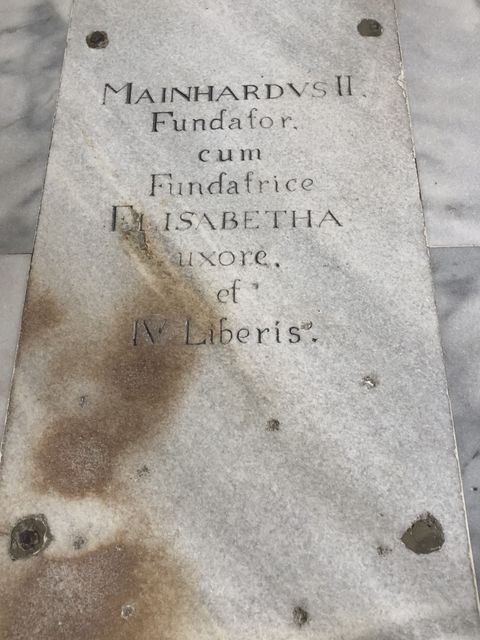 MAINHARDVS II.
Fundator.
cum
Fundatrice
ELISABETHA
uxore.
et
IV Liberis.